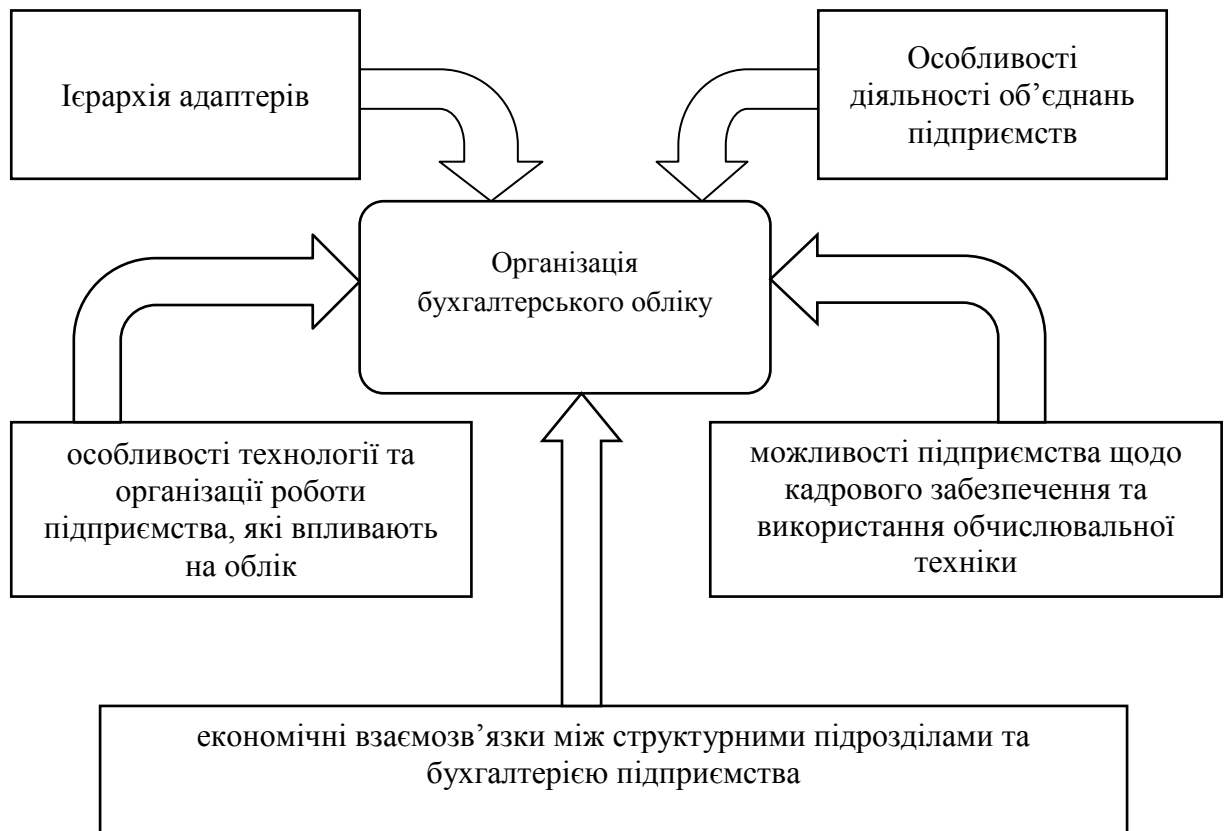 Ієрархія адаптерів
Особливості
діяльності об’єднань
підприємств
Організація
бухгалтерського обліку
особливості технології та
організації роботи
підприємства, які впливають
на облік
можливості підприємства щодо
кадрового забезпечення та
використання обчислювальної
техніки
економічні взаємозв’язки між структурними підрозділами та
бухгалтерією підприємства